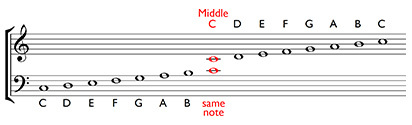 Middle
C D E F G A B C
C D E F G A B same
note